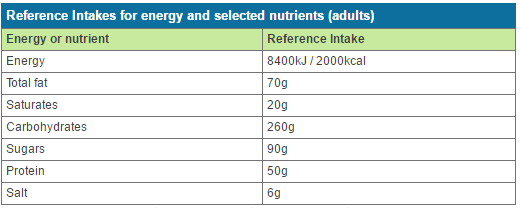 Reference Intakes for energy and selected nutrients (adults)
Energy or nutrient Reference Intake
Energy 8400kJ / 2000kcal
Total fat 70g
Saturates 20g
Carbohydrates 260g
Sugars 90g
Protein 50g
Salt 6g